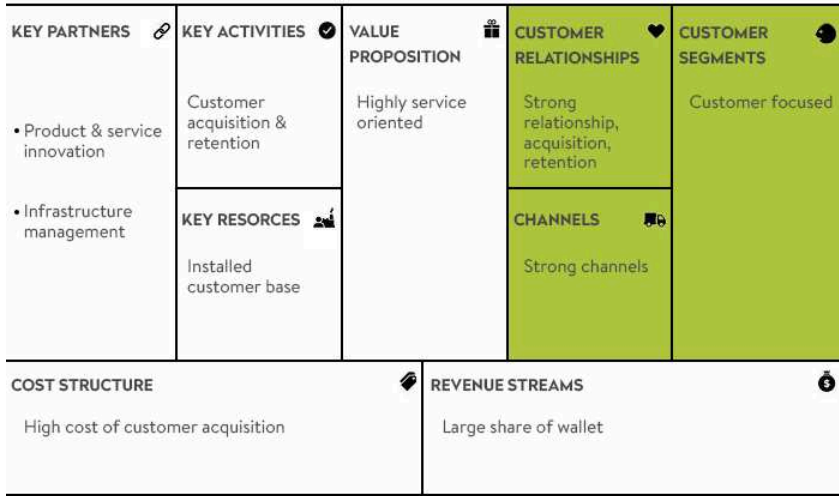 KEY PARTNERS
• Product & service
innovation
• Infrastructure
management
KEY ACTIVITIES
Customer
acquisition &
retention
KEY RESORCES
Installed
customer base
VALUE
PROPOSITION
Highly service
oriented
CUSTOMER
RELATIONSHIPS
Strong
relationship,
acquisition,
retention
CHANNELS
Strong channels
CUSTOMER
SEGMENTS
Customer focused
COST STRUCTURE
High cost of customer acquisition
REVENUE STREAMS
$
Large share of wallet